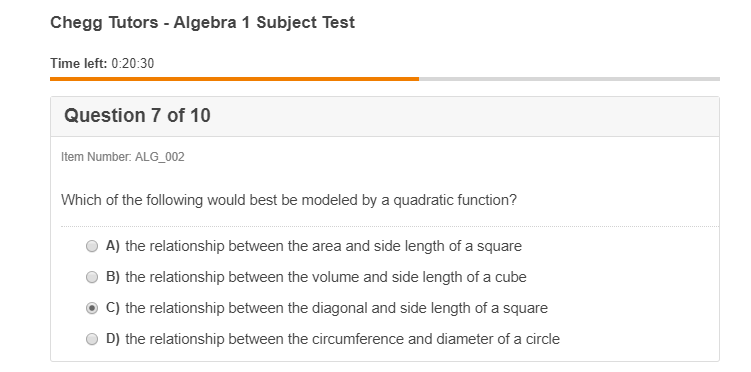 Chegg Tutors - Algebra 1 Subject Test
Time left: 0:20:30
Question 7 of 10
Item Number: ALG_002
Which of the following would best be modeled by a quadratic function?
A) the relationship between the area and side length of a square
B) the relationship between the volume and side length of a cube
C) the relationship between the diagonal and side length of a square
D) the relationship between the circumference and diameter of a circle